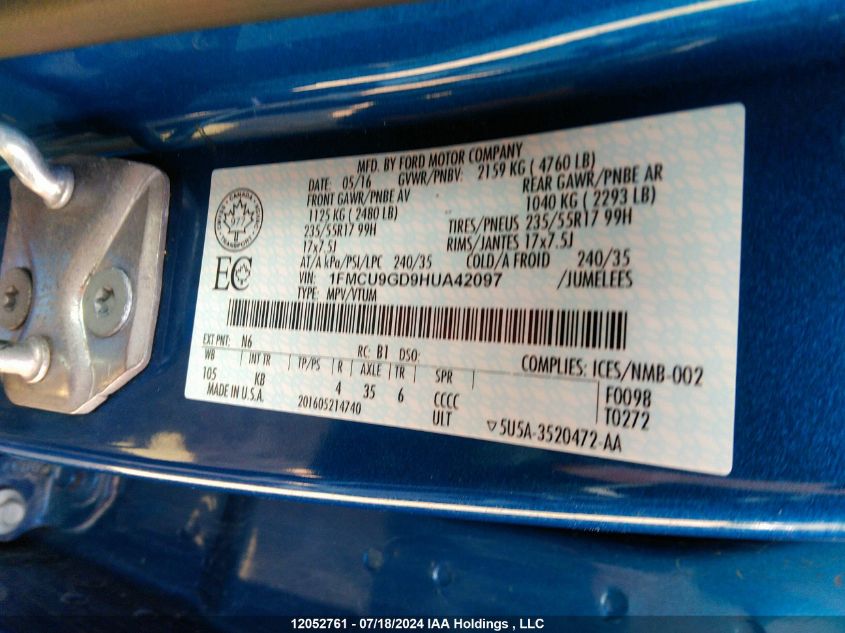 MFD. BY FORD MOTOR COMPANY
DATE: 05/16 GVWR/PNBV: 2159 KG ( 4760 LB)
FRONT GAWR/PNBE AV REAR GAWR/PNBE AR
1125 KG ( 2480 LB) 1040 KG ( 2293 LB)
235/55R17 99H TIRES/PNEUS 235/55R17 99H
17x7.5J RIMS/JANTES 17x7.5J
AT/A kPa/PSI/LPC 240/35 COLD/A FROID 240/35
VIN: 1FMCU9GD9HUA42097 /JUMELEES
TYPE: MPV/VTUM
CANADA
TRANSPORT
EC
EXT PNT: N6 RC: B1 DSO:
COMPLIES: ICES/NMB-002
WB INT TR TP/PS R AXLE TR SPR
105 KB 4 35 6 CCCC F0098
MADE IN U.S.A. 201605214740 ULT T0272
▽5U5A-3520472-AA
12052761 - 07/18/2024 IAA Holdings , LLC